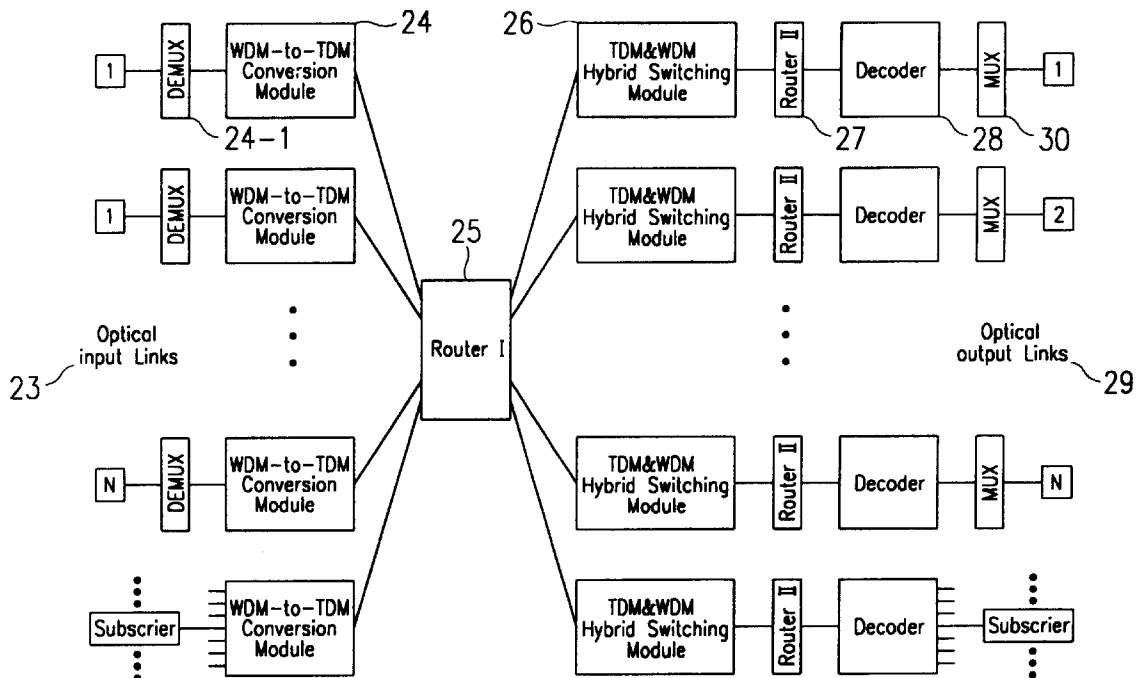 24
26
1
DEMUX
WDM-to-TDM
Conversion
Module
TDM&WDM
Hybrid Switching
Module
Router II
Decoder
MUX
1
24-1
27
28
30
1
DEMUX
WDM-to-TDM
Conversion
Module
TDM&WDM
Hybrid Switching
Module
Router II
Decoder
MUX
2
25
Router I
Optical
input Links
23
Optical
output Links
29
N
DEMUX
WDM-to-TDM
Conversion
Module
TDM&WDM
Hybrid Switching
Module
Router II
Decoder
MUX
N
Subscrier
WDM-to-TDM
Conversion
Module
TDM&WDM
Hybrid Switching
Module
Router II
Decoder
Subscrier